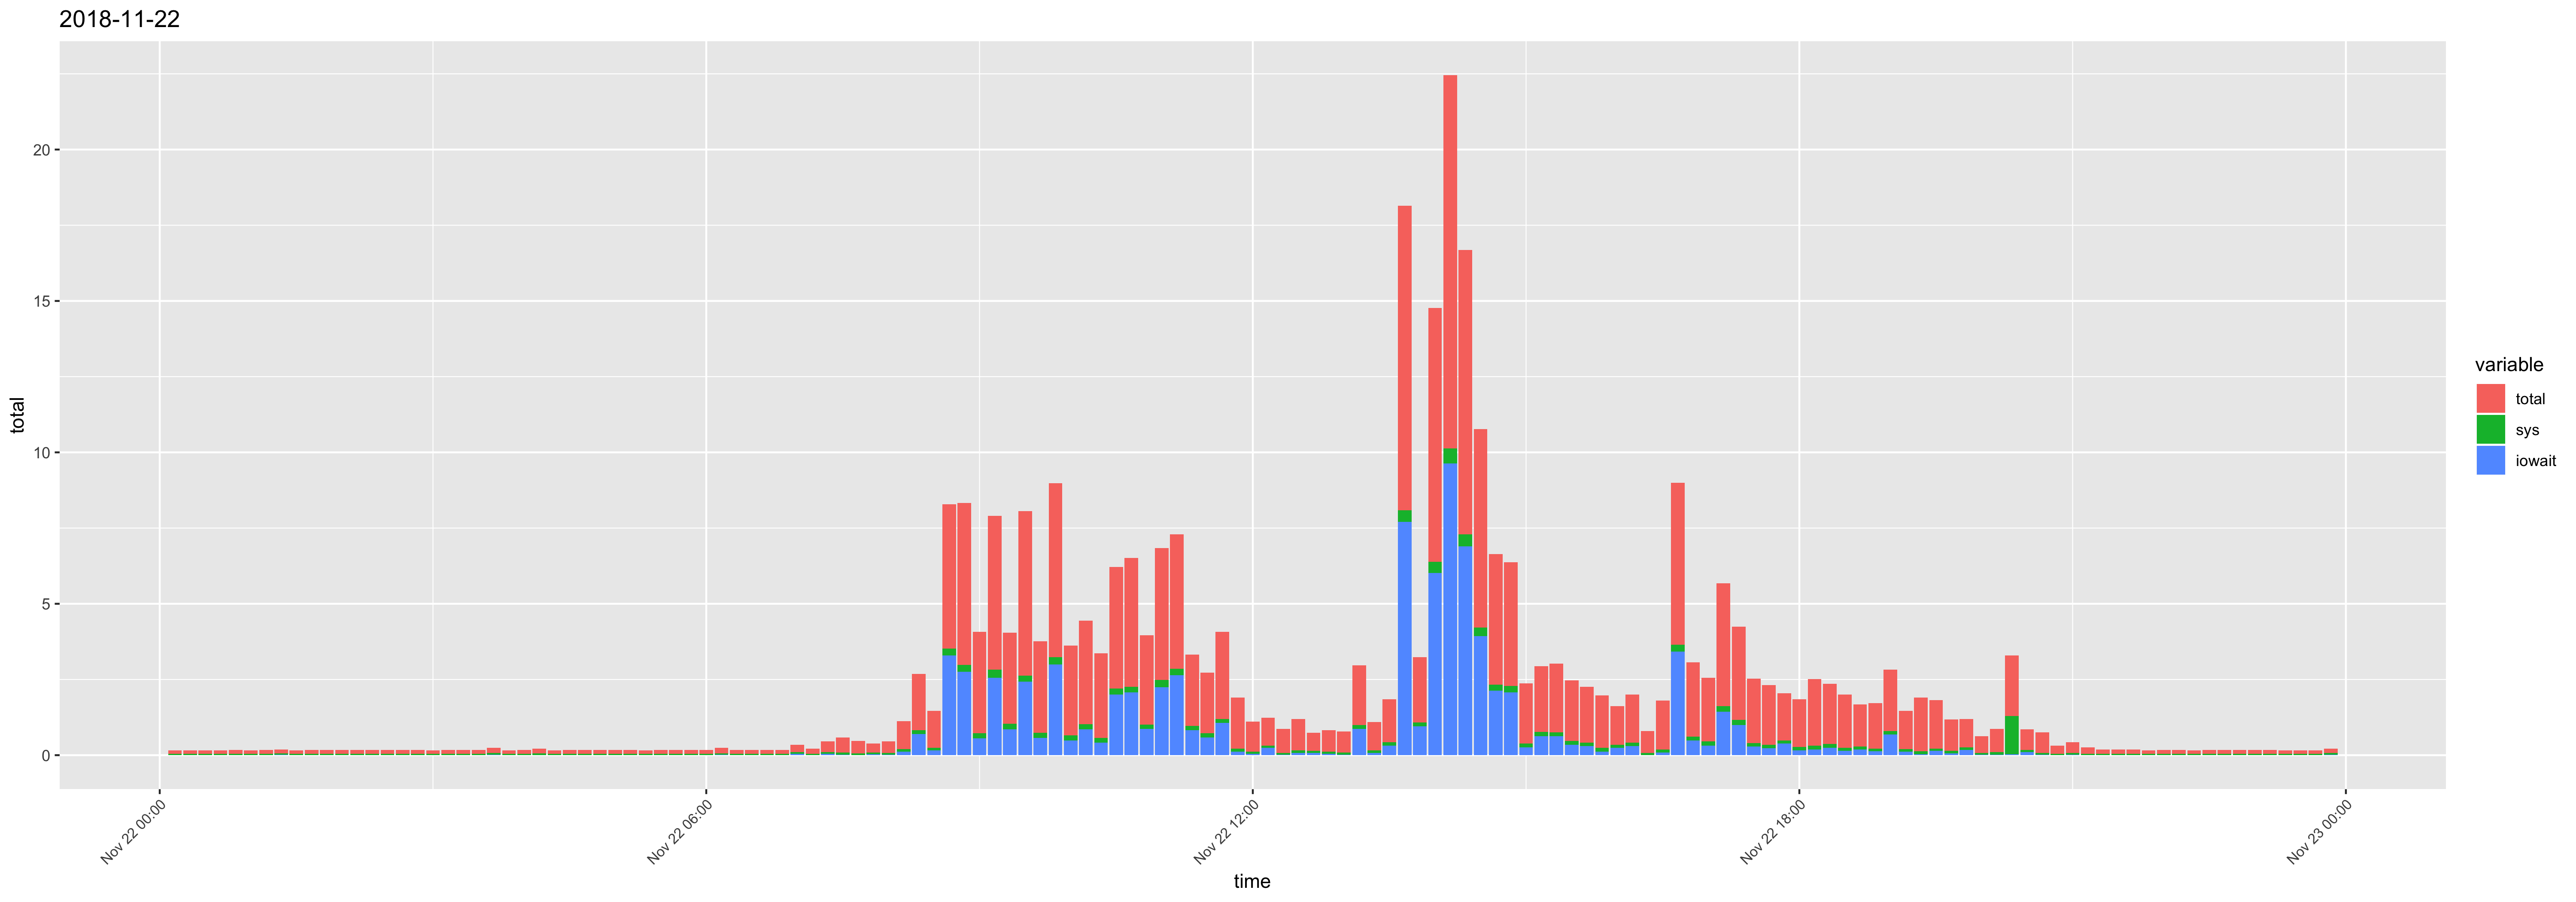 2018-11-22
total
20
15
10
5
0
Nov 22 00:00
Nov 22 06:00
Nov 22 12:00
Nov 22 18:00
Nov 23 00:00
time
variable
total
sys
iowait